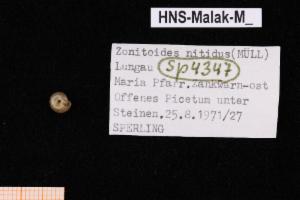 HNS-Malak-M_
Zonitoides nitidus(MÜLL)
Lungau sp4347
Maria Pfarr.Zankwarn-ost
Offenes Picetum unter
Steinen.25.8.1971/27
SPERLING